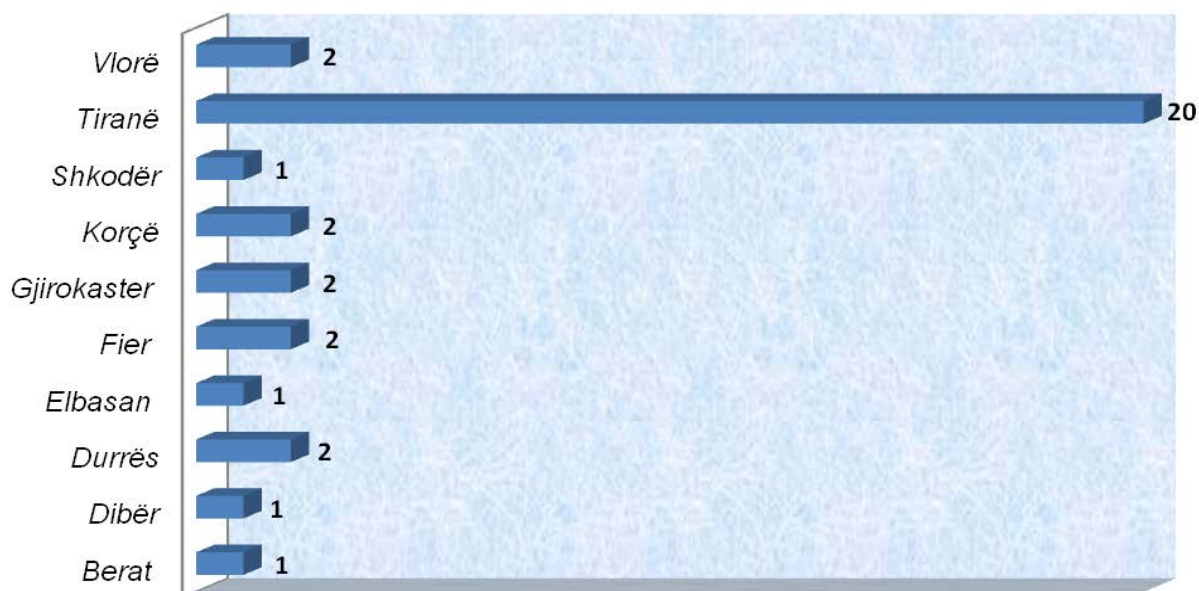 Vlorë 2
Tiranë 20
Shkodër 1
Korçë 2
Gjirokaster 2
Fier 2
Elbasan 1
Durrës 2
Dibër 1
Berat 1